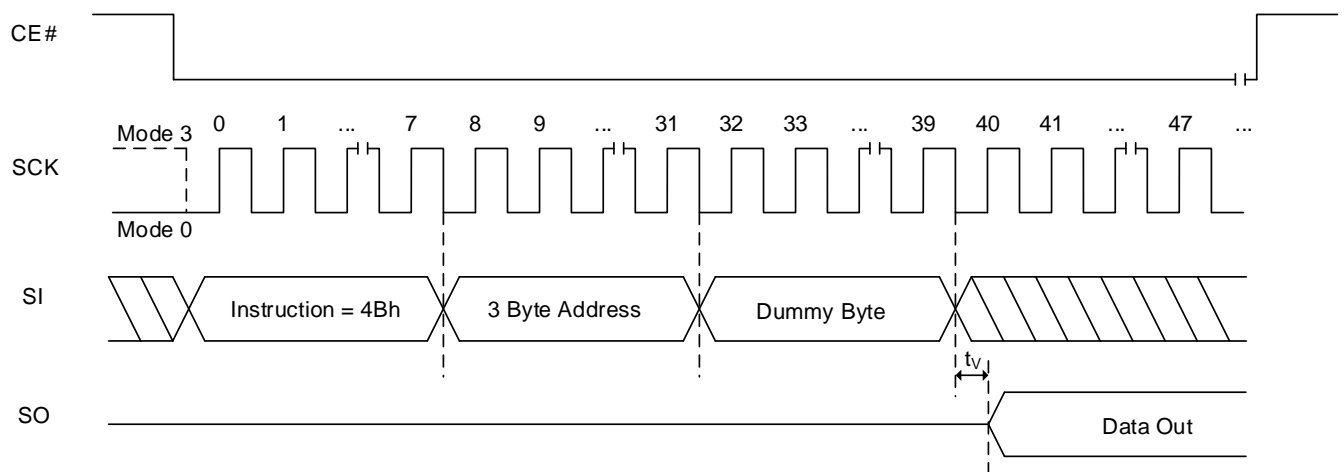 CE#
Mode 3 0 1 ... 7 8 9 ... 31 32 33 ... 39 40 41 ... 47 ...
SCK
Mode 0
SI Instruction = 4Bh 3 Byte Address Dummy Byte
tV
SO Data Out